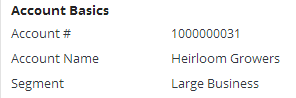 Account Basics
Account # 1000000031
Account Name Heirloom Growers
Segment Large Business